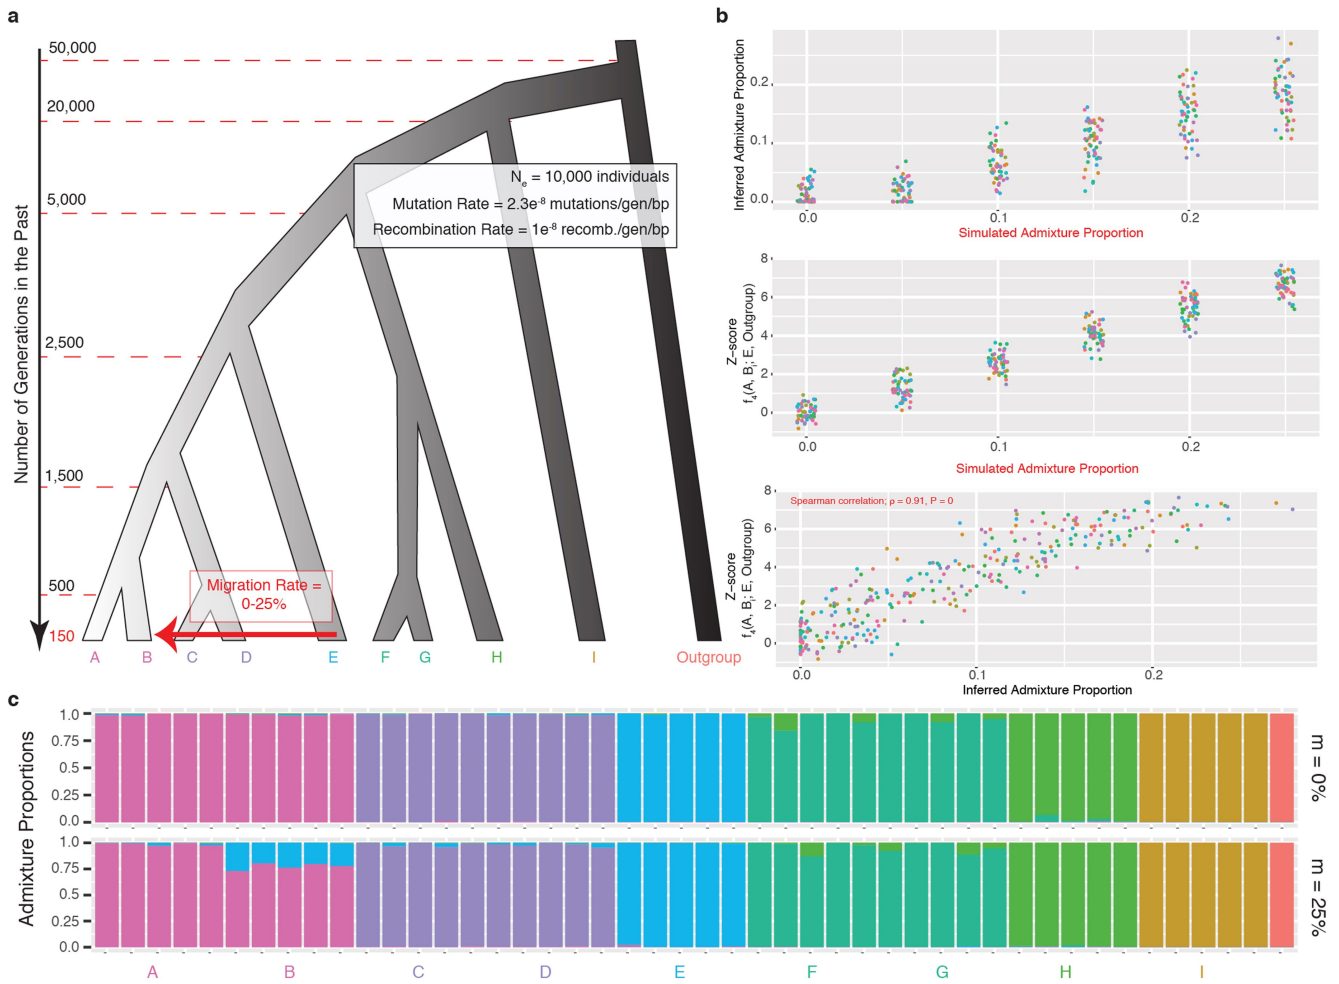 a
50,000
20,000
5,000
2,500
1,500
500
150
Number of Generations in the Past
Ne = 10,000 individuals
Mutation Rate = 2.3e-8 mutations/gen/bp
Recombination Rate = 1e-8 recomb./gen/bp
Migration Rate =
0-25%
A B C D E F G H I Outgroup
b
Inferred Admixture Proportion
0.2
0.1
0.0
0.0 0.1 0.2
Simulated Admixture Proportion
Z-score
f4(A, B; E, Outgroup)
8
6
4
2
0
0.0 0.1 0.2
Simulated Admixture Proportion
Z-score
f4(A, B; E, Outgroup)
8
6
4
2
0
Spearman correlation; ρ = 0.91, P = 0
0.0 0.1 0.2
Inferred Admixture Proportion
c
Admixture Proportions
1.0
0.75
0.5
0.25
0.0
m = 0%
1.0
0.75
0.5
0.25
0.0
m = 25%
A B C D E F G H I